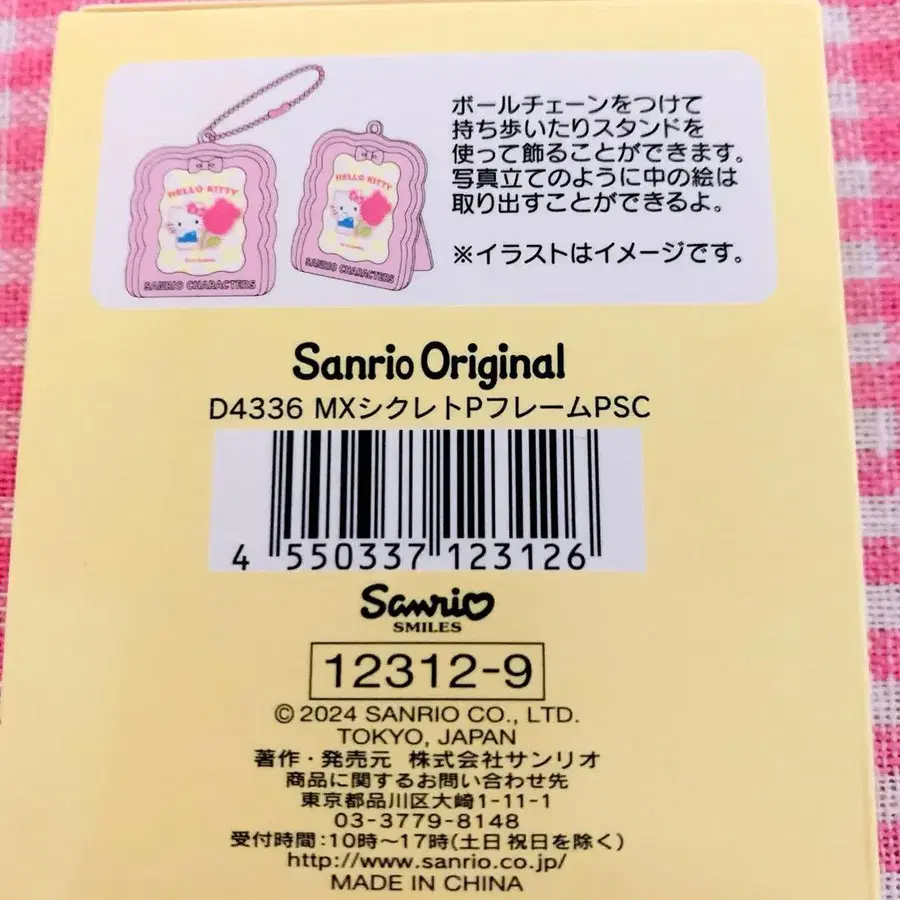 HELLO KITTY
SANRIO CHARACTERS
HELLO KITTY
SANRIO CHARACTERS
ボールチェーンをつけて
持ち歩いたりスタンドを
使って飾ることができます。
写真立てのように中の絵は
取り出すことができるよ。
※イラストはイメージです。
Sanrio Original
D4336 MXシクレトPフレームPSC
4 550337 123126
Sanrio
SMILES
12312-9
© 2024 SANRIO CO., LTD.
TOKYO, JAPAN
著作・発売元 株式会社サンリオ
商品に関するお問い合わせ先
東京都品川区大崎1-11-1
03-3779-8148
受付時間:10時〜17時(土日祝日を除く)
http://www.sanrio.co.jp/
MADE IN CHINA